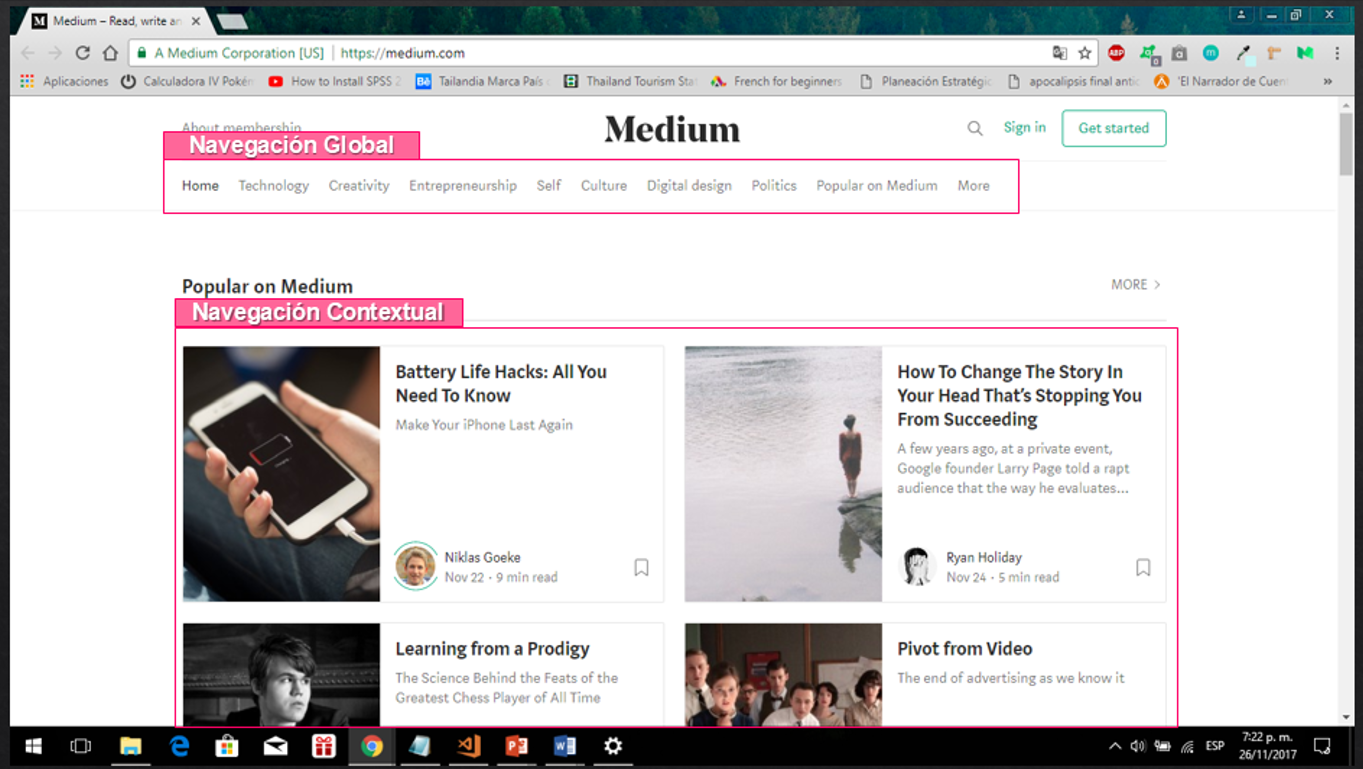 Medium – Read, write an
A Medium Corporation [US] | https://medium.com
ABP
0
Aplicaciones
Calculadora IV Pokém
How to Install SPSS 2
Bē Tailandia Marca País
Thailand Tourism Sta
French for beginners
Planeación Estratégic
apocalipsis final antic
'El Narrador de Cuent
»
About membership
Medium
Sign in
Get started
Navegación Global
Home Technology Creativity Entrepreneurship Self Culture Digital design Politics Popular on Medium More
Popular on Medium
MORE
Navegación Contextual
Battery Life Hacks: All You
Need To Know
Make Your iPhone Last Again
Niklas Goeke
Nov 22 · 9 min read
How To Change The Story In
Your Head That's Stopping You
From Succeeding
A few years ago, at a private event,
Google founder Larry Page told a rapt
audience that the way he evaluates...
Ryan Holiday
Nov 24 · 5 min read
Learning from a Prodigy
The Science Behind the Feats of the
Greatest Chess Player of All Time
Pivot from Video
The end of advertising as we know it
ESP
7:22 p. m.
26/11/2017